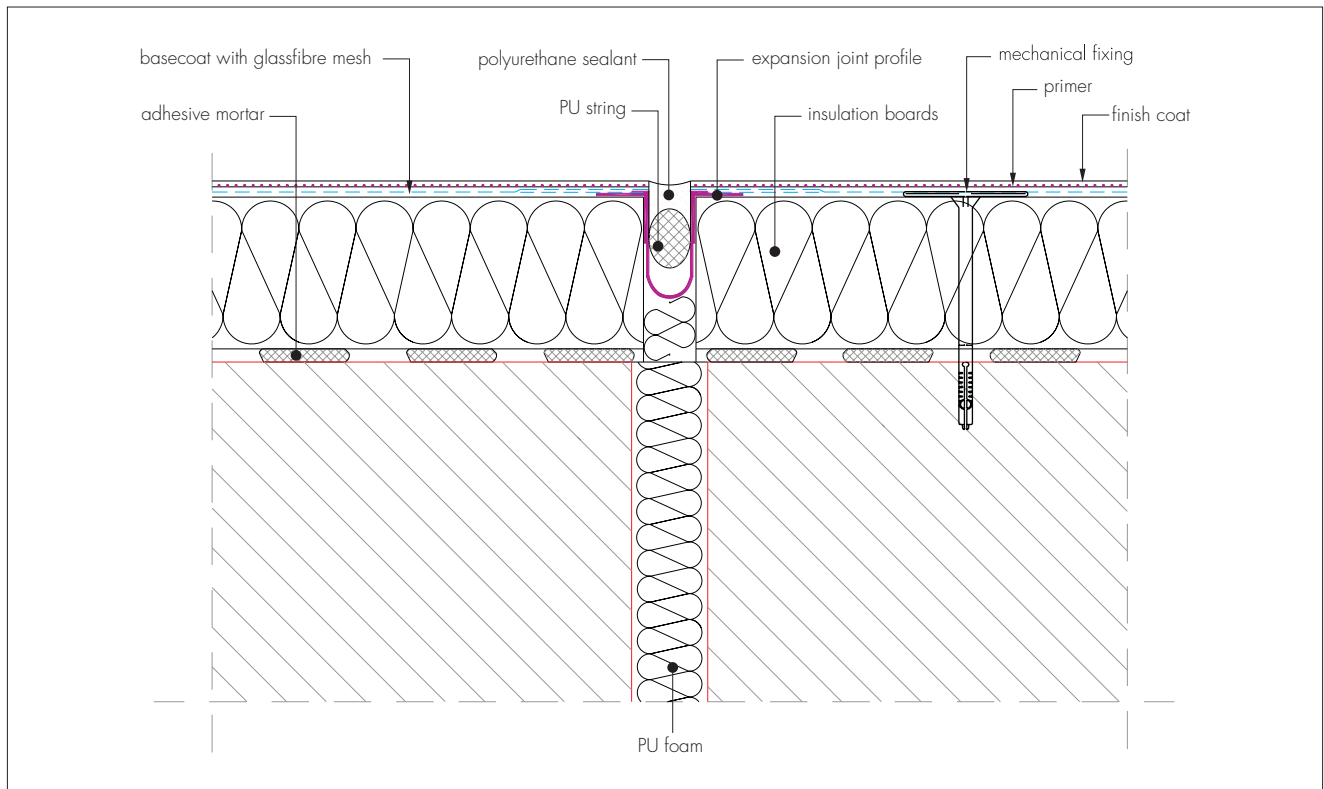 basecoat with glassfibre mesh
polyurethane sealant
expansion joint profile
mechanical fixing
primer
adhesive mortar
PU string
insulation boards
finish coat
PU foam